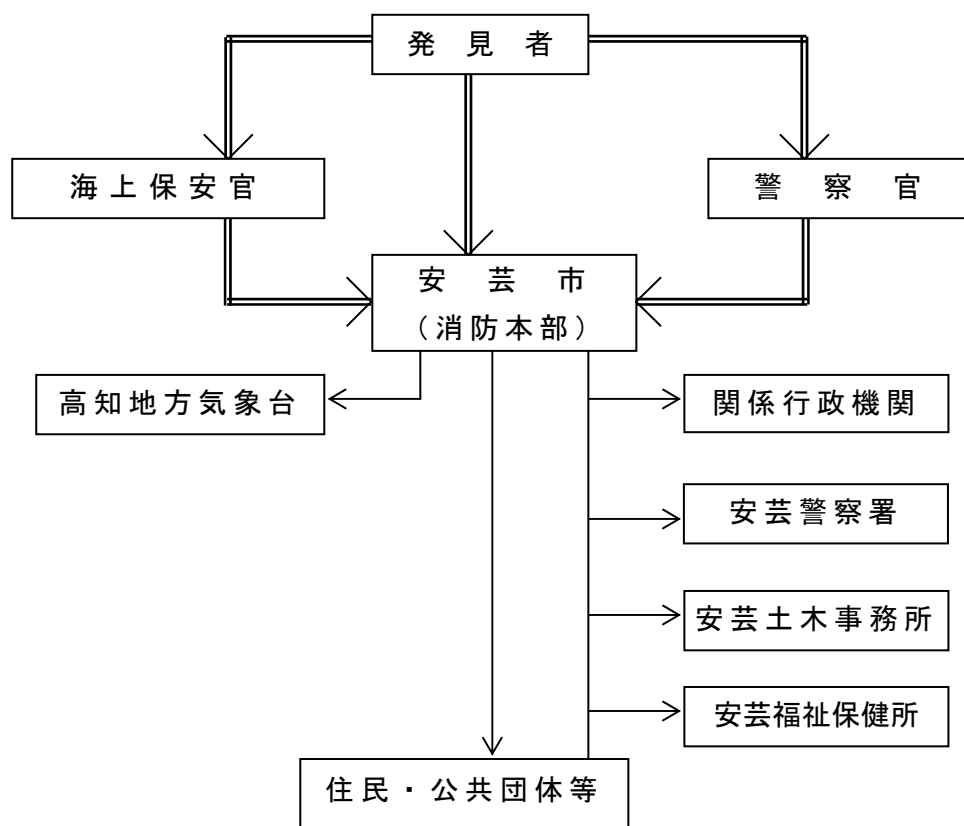 発見者
海上保安官
警察官
安芸市
（消防本部）
高知地方気象台
関係行政機関
安芸警察署
安芸土木事務所
安芸福祉保健所
住民・公共団体等